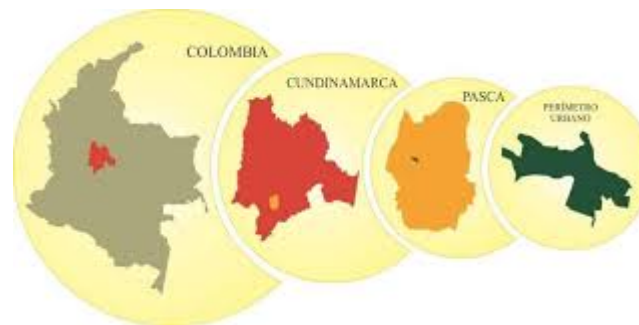 COLOMBIA
CUNDINAMARCA
PASCA
PERÍMETRO
URBANO